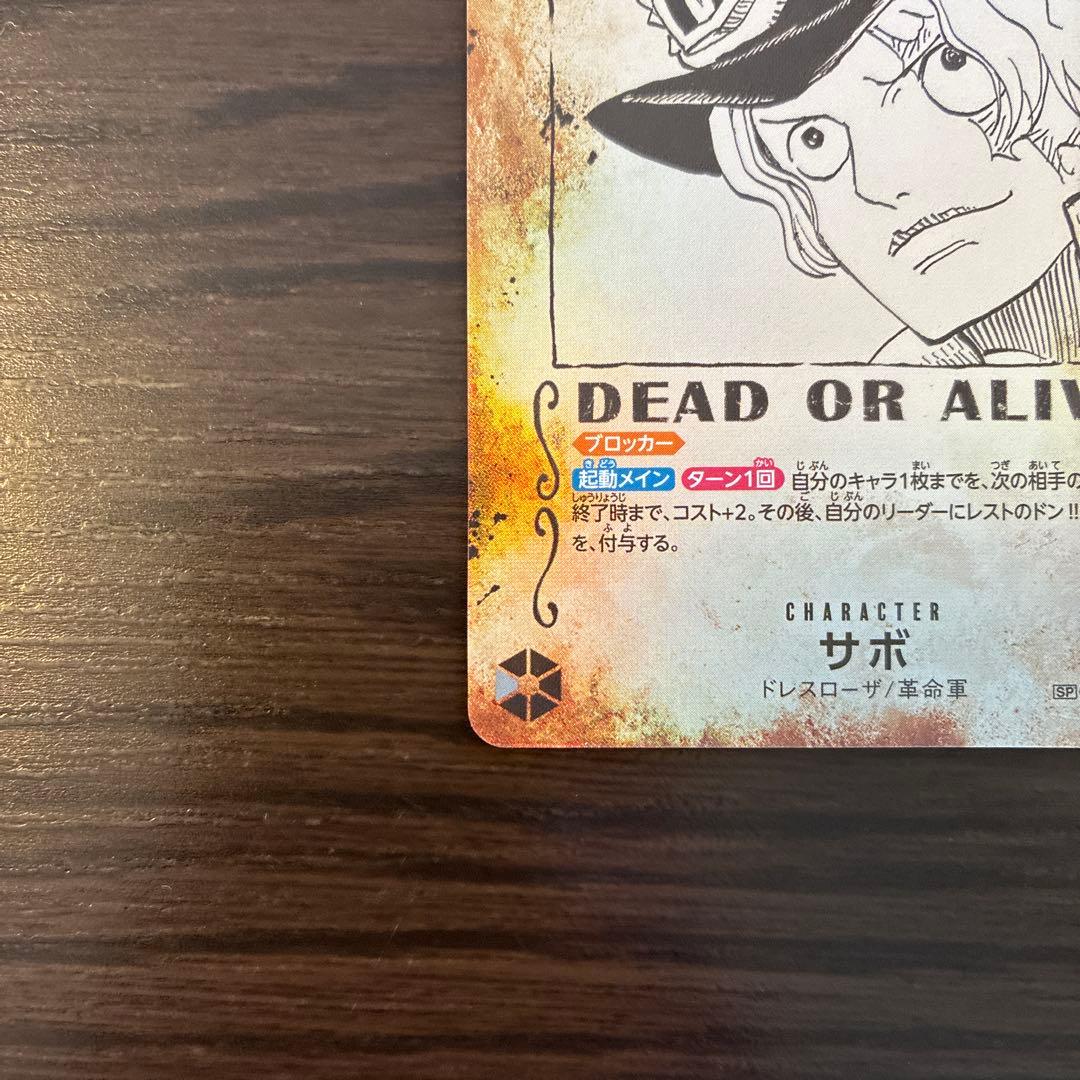 DEAD OR ALIV
ブロッカー
起動メイン ターン1回 自分のキャラ1枚までを、次の相手の
終了時まで、コスト+2。その後、自分のリーダーにレストのドン!!
を、付与する。
CHARACTER
サボ
ドレスローザ/革命軍
SP